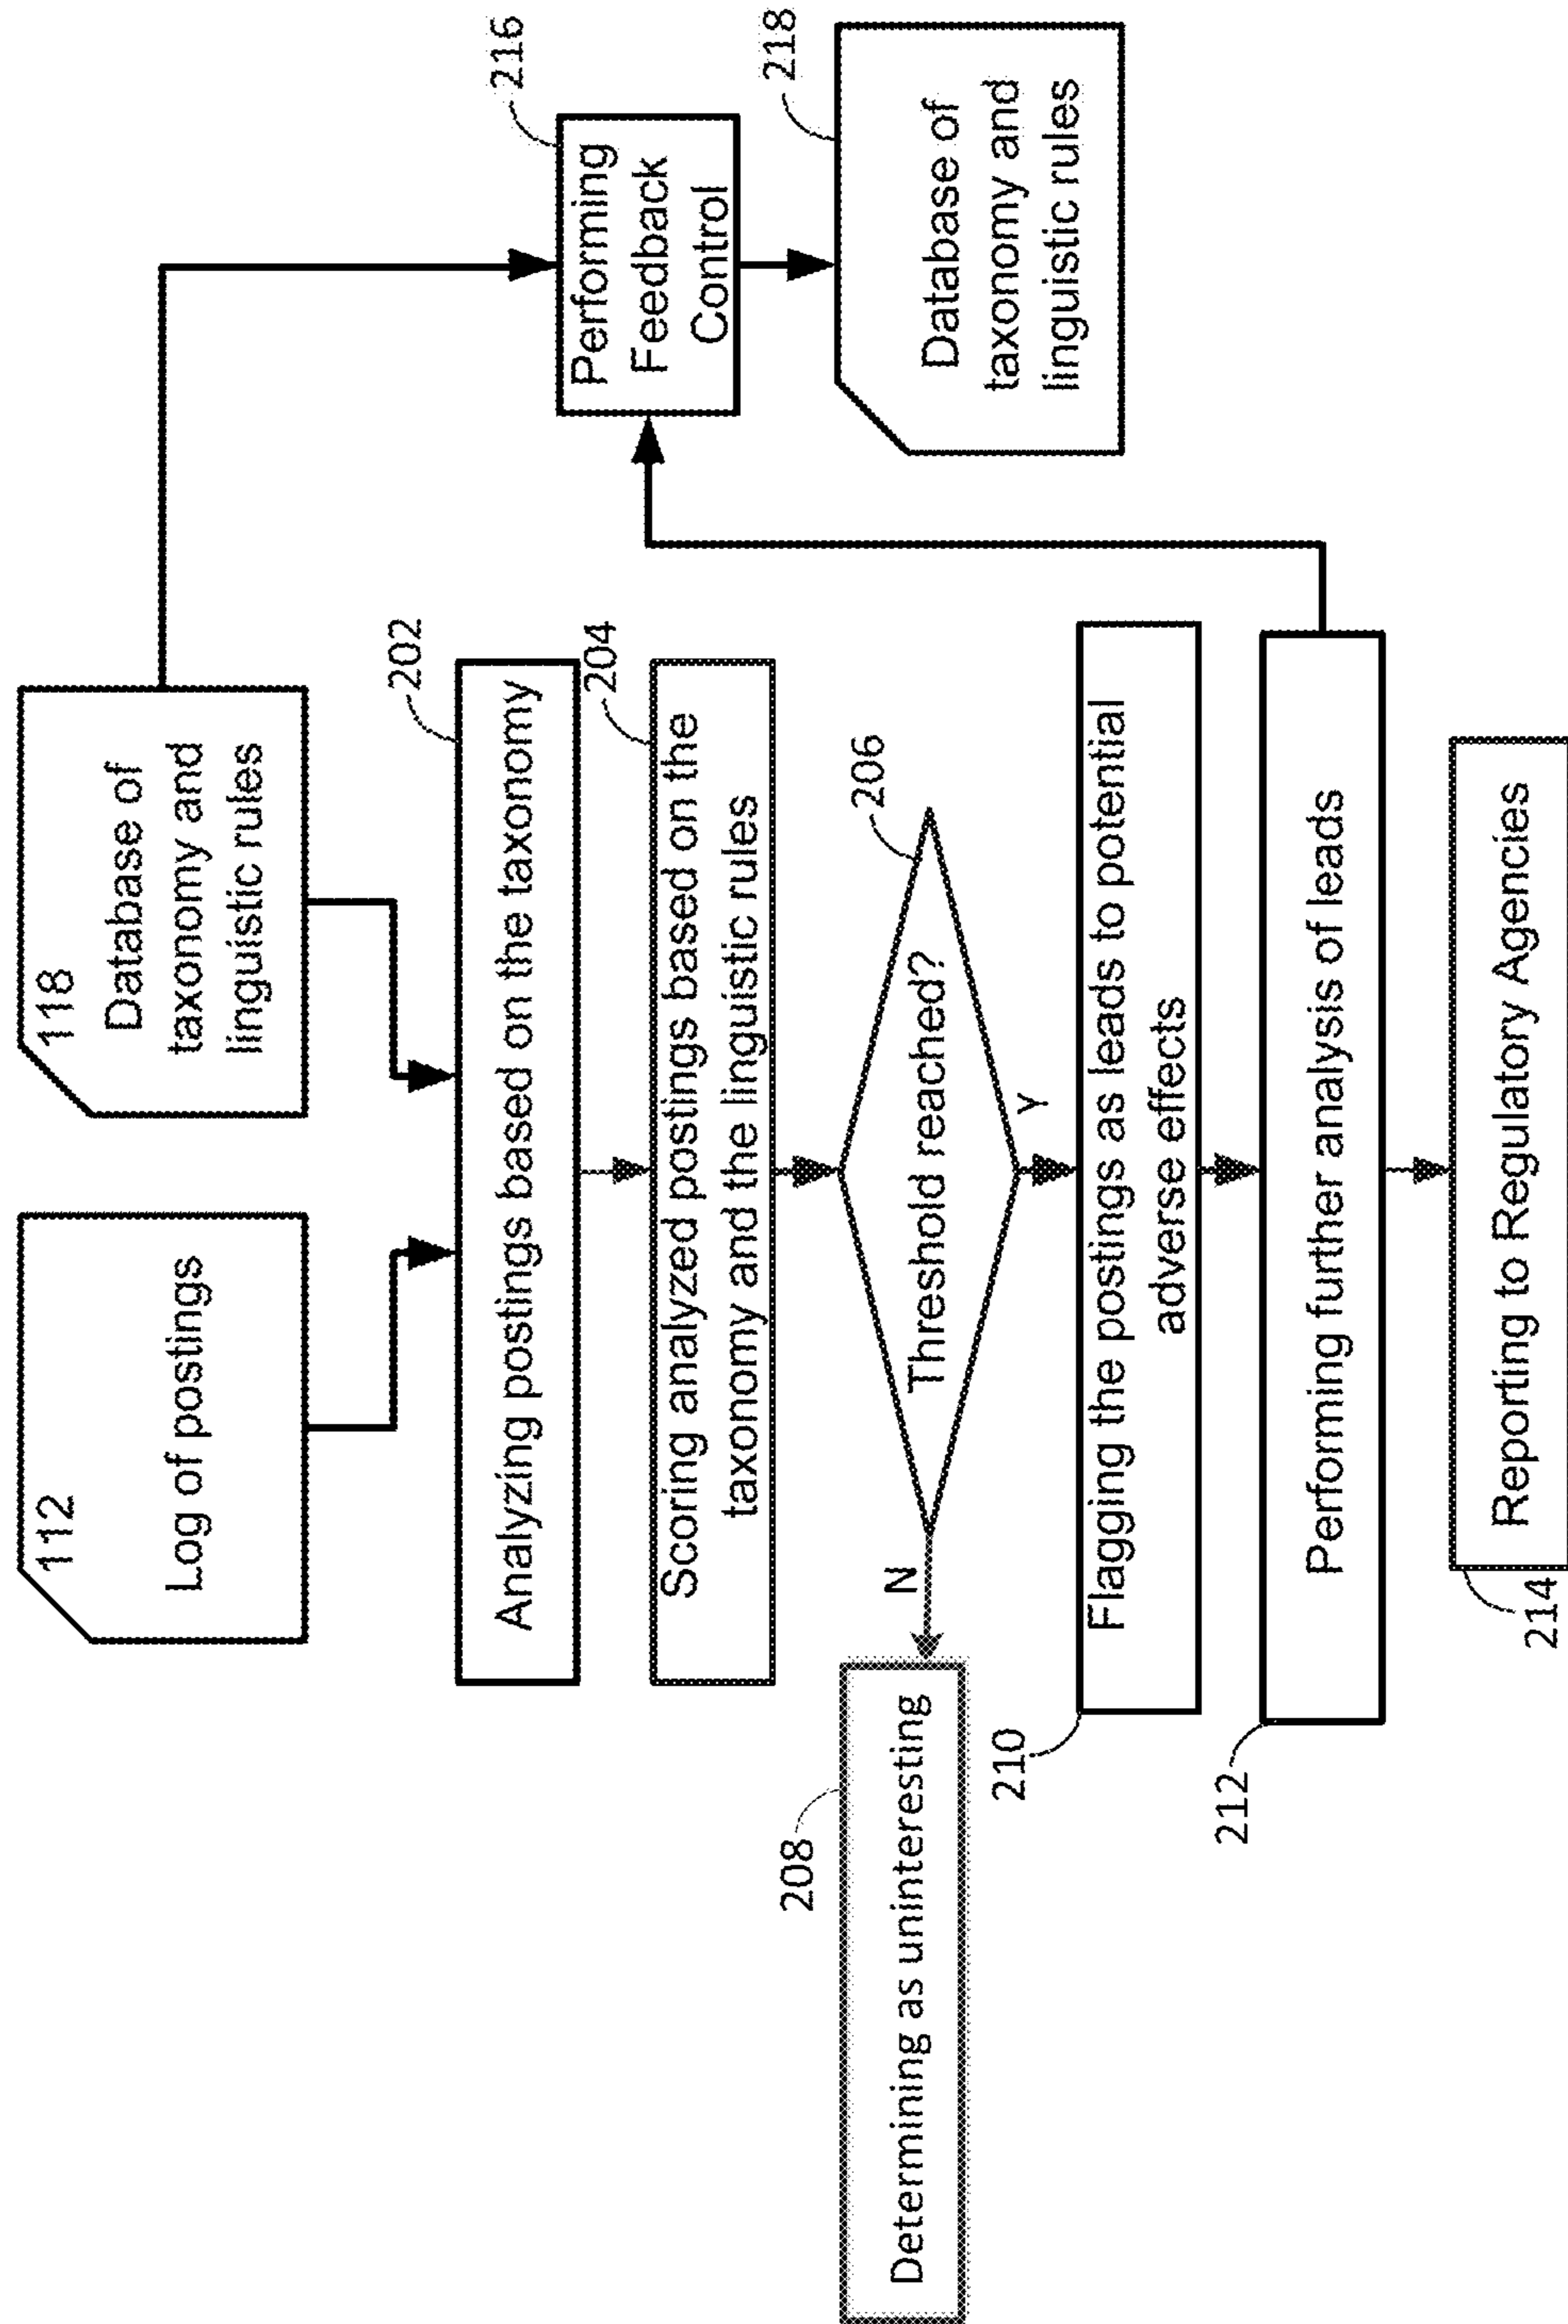 112
Log of postings
118
Database of
taxonomy and
linguistic rules
202
Analyzing postings based on the taxonomy
204
Scoring analyzed postings based on the
taxonomy and the linguistic rules
206
Threshold reached?
N
Y
208
Determining as uninteresting
210
Flagging the postings as leads to potential
adverse effects
212
Performing further analysis of leads
214
Reporting to Regulatory Agencies
216
Performing
Feedback
Control
218
Database of
taxonomy and
linguistic rules